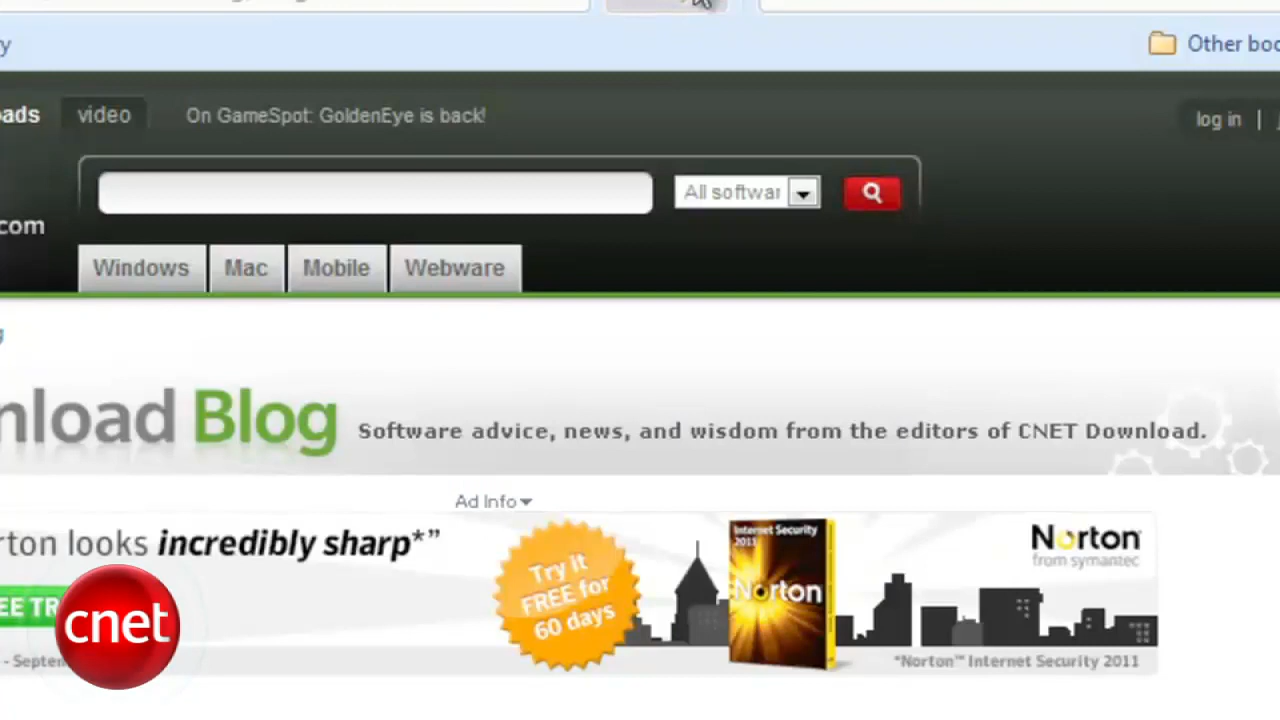 Other boo
oads
video
On GameSpot: GoldenEye is back!
log in |
All softwar
.com
Windows
Mac
Mobile
Webware
nload Blog
Software advice, news, and wisdom from the editors of CNET Download.
Ad Info
rton looks incredibly sharp*”
EE TR
Try it
FREE for
60 days
Internet Security
2011
Norton
Norton
from symantec
- Septem
*Norton™ Internet Security 2011
cnet